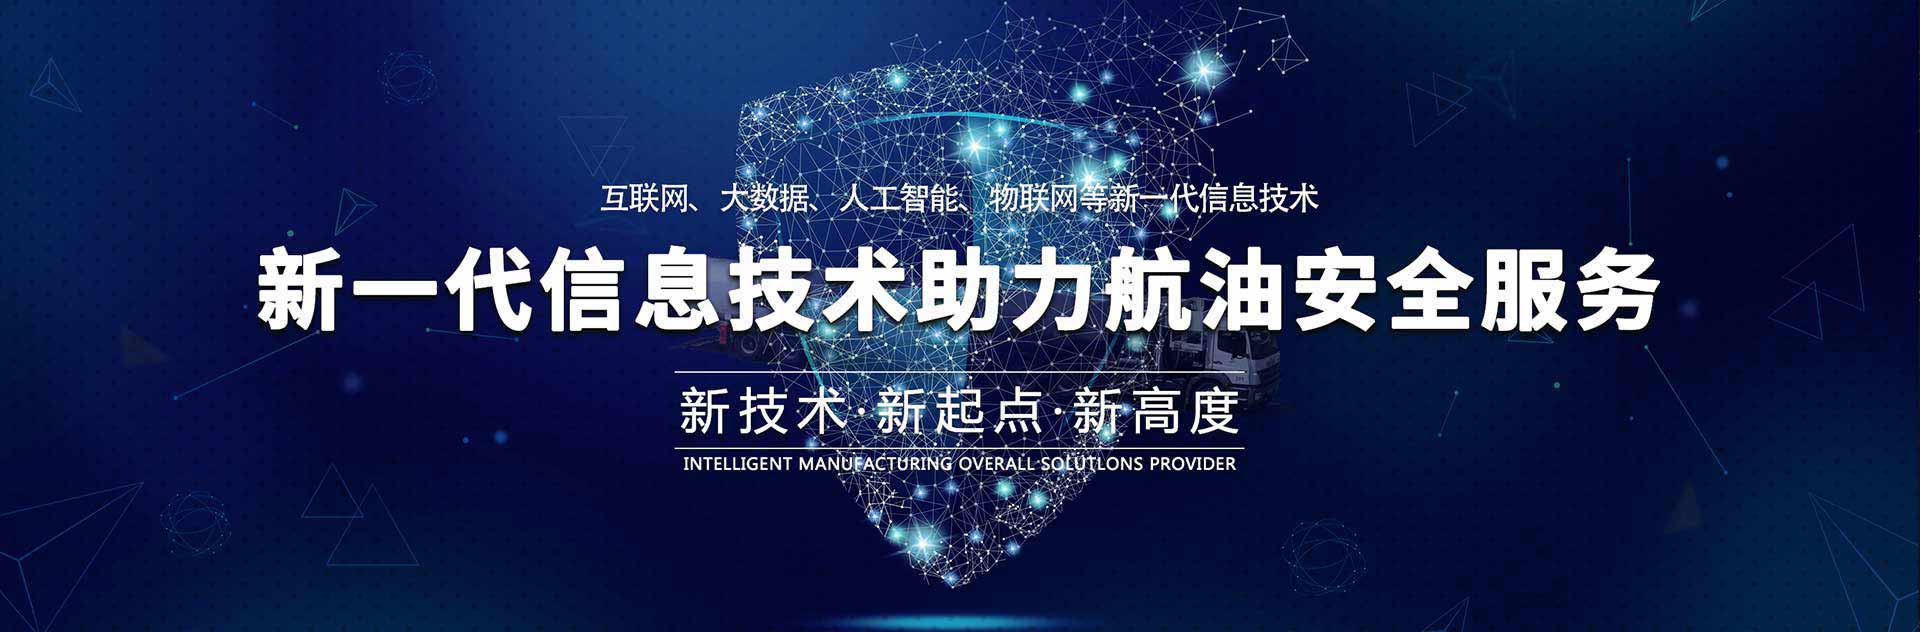 互联网、大数据、人工智能、物联网等新一代信息技术
新一代信息技术助力航油安全服务
新技术·新起点·新高度
INTELLIGENT MANUFACTURING OVERALL SOLUTLONS PROVIDER